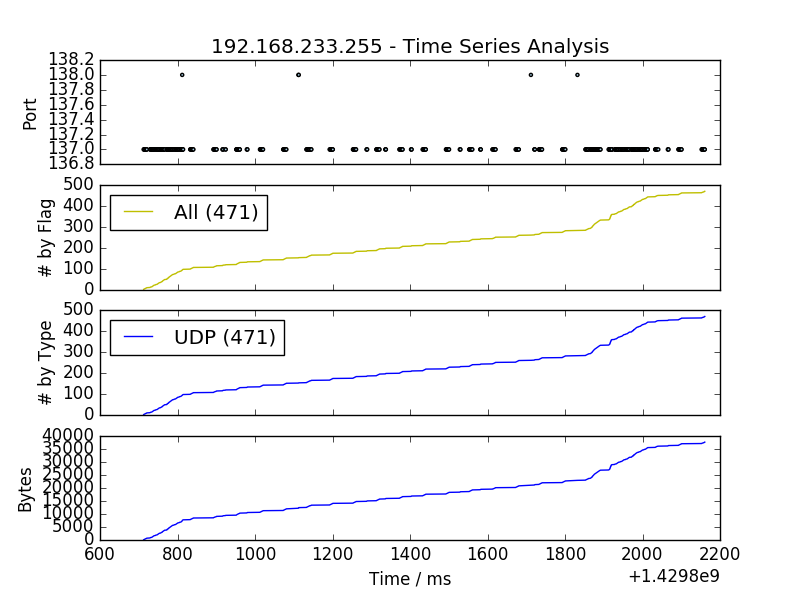 192.168.233.255 - Time Series Analysis
138.2
138.0
137.8
137.6
137.4
137.2
137.0
136.8
Port
500
400
300
200
100
0
# by Flag
All (471)
500
400
300
200
100
0
# by Type
UDP (471)
40000
35000
30000
25000
20000
15000
10000
5000
0
Bytes
600 800 1000 1200 1400 1600 1800 2000 2200
Time / ms
+1.4298e9